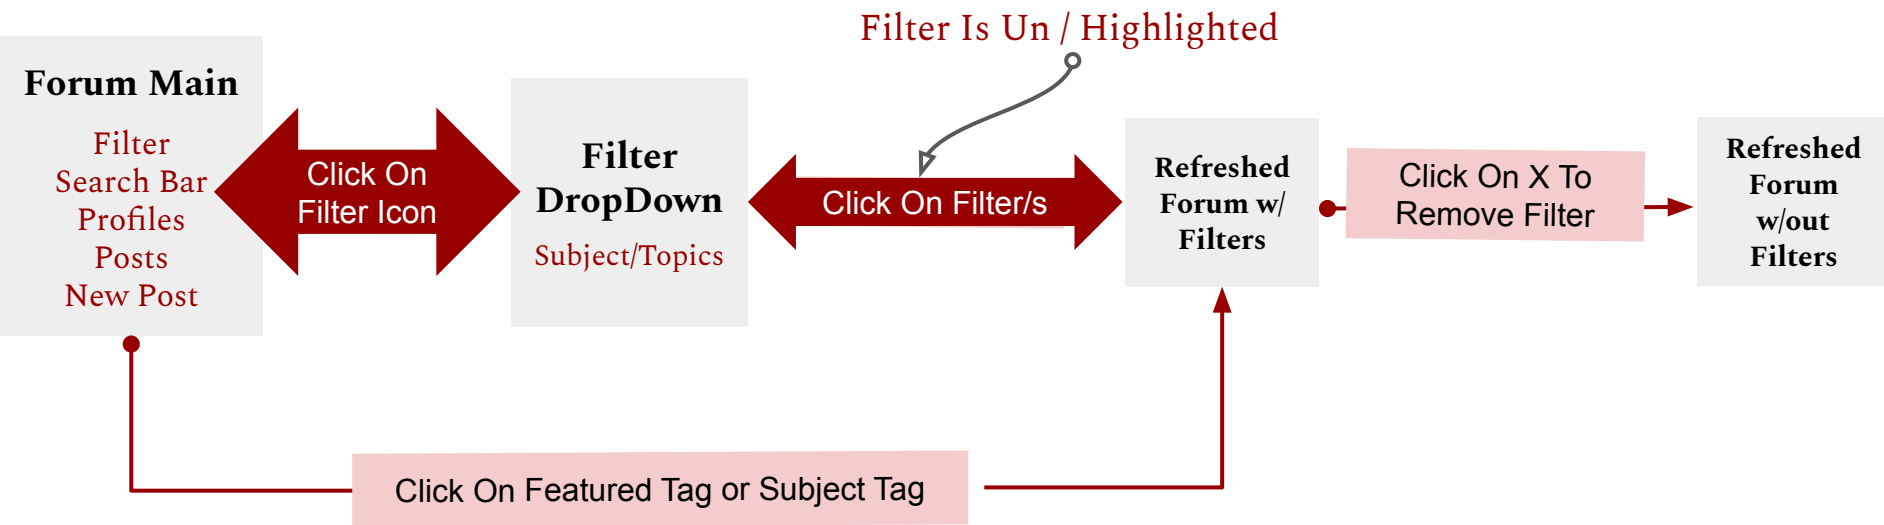 Filter Is Un / Highlighted
Forum Main
Filter
Search Bar
Profiles
Posts
New Post
Click On
Filter Icon
Filter
DropDown
Subject/Topics
Click On Filter/s
Refreshed
Forum w/
Filters
Click On X To
Remove Filter
Refreshed
Forum
w/out
Filters
Click On Featured Tag or Subject Tag